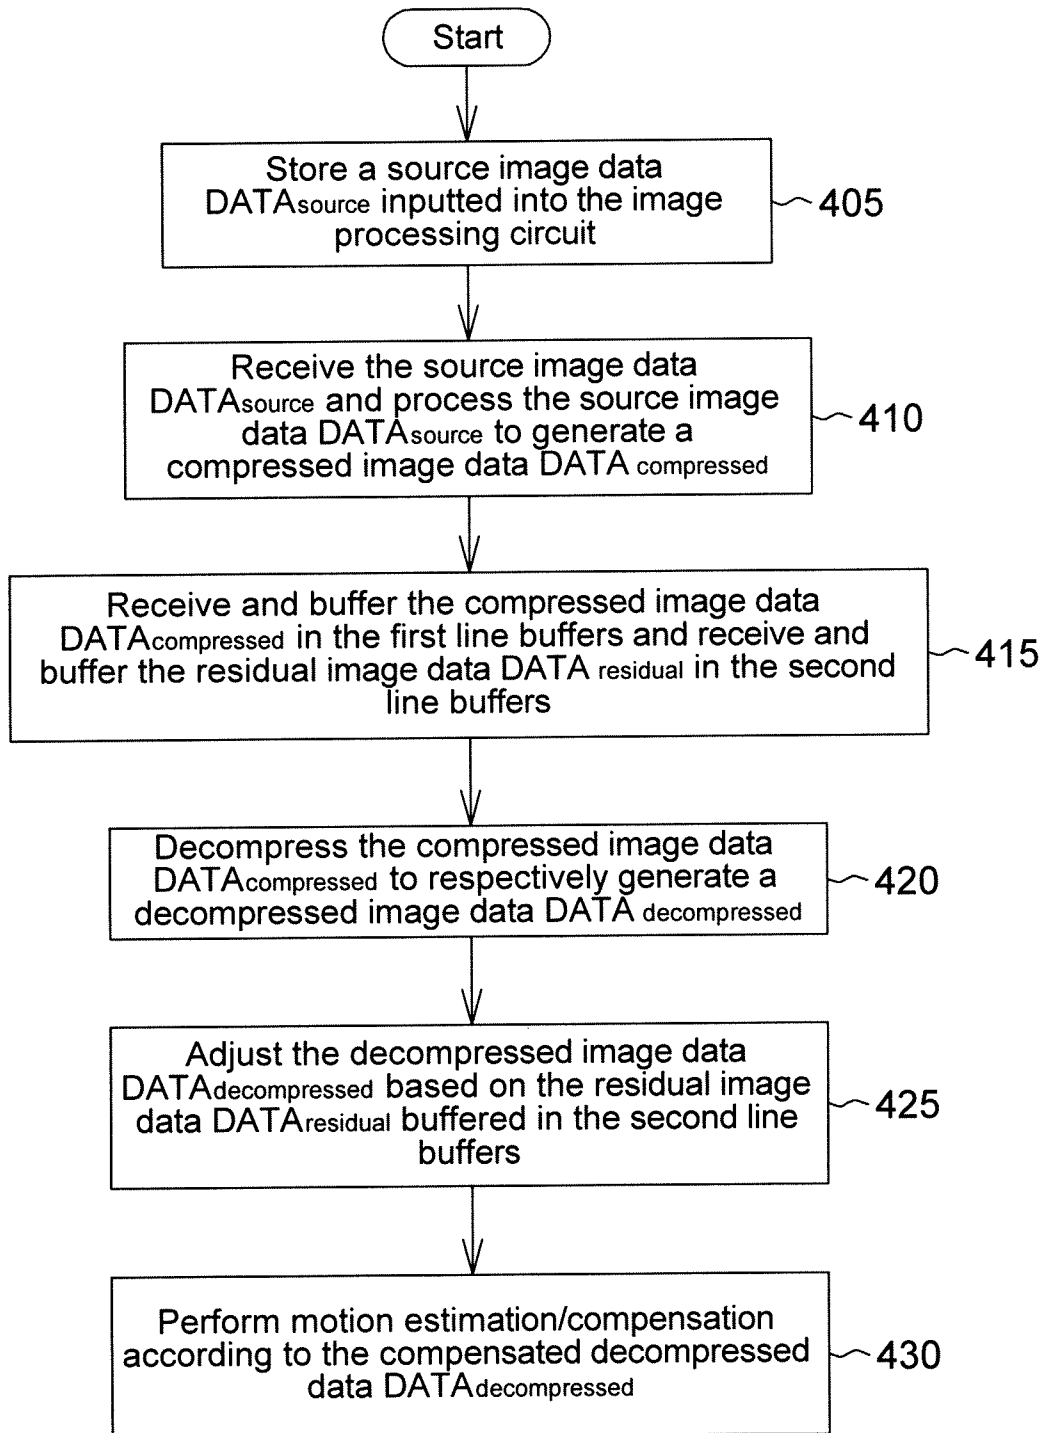 Start
Store a source image data
DATAsource inputted into the image
processing circuit
405
Receive the source image data
DATAsource and process the source image
data DATAsource to generate a
compressed image data DATA compressed
410
Receive and buffer the compressed image data
DATAcompressed in the first line buffers and receive and
buffer the residual image data DATA residual in the second
line buffers
415
Decompress the compressed image data
DATAcompressed to respectively generate a
decompressed image data DATA decompressed
420
Adjust the decompressed image data
DATAdecompressed based on the residual image
data DATAresidual buffered in the second line
buffers
425
Perform motion estimation/compensation
according to the compensated decompressed
data DATAdecompressed
430